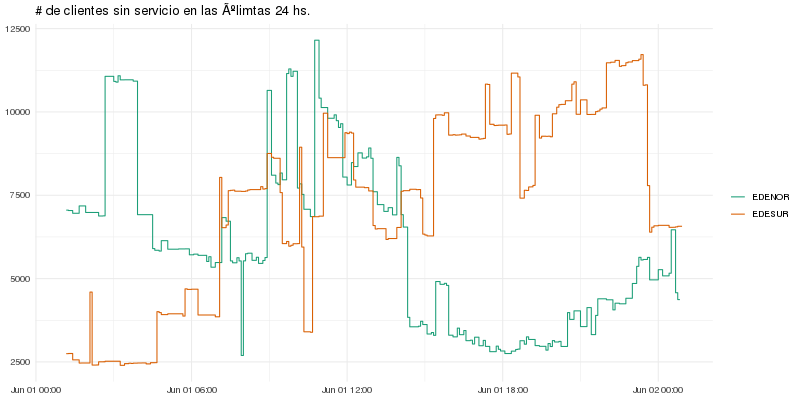 # de clientes sin servicio en las Ãºlimtas 24 hs.
12500
10000
7500
5000
2500
Jun 01 00:00 Jun 01 06:00 Jun 01 12:00 Jun 01 18:00 Jun 02 00:00
EDENOR
EDESUR